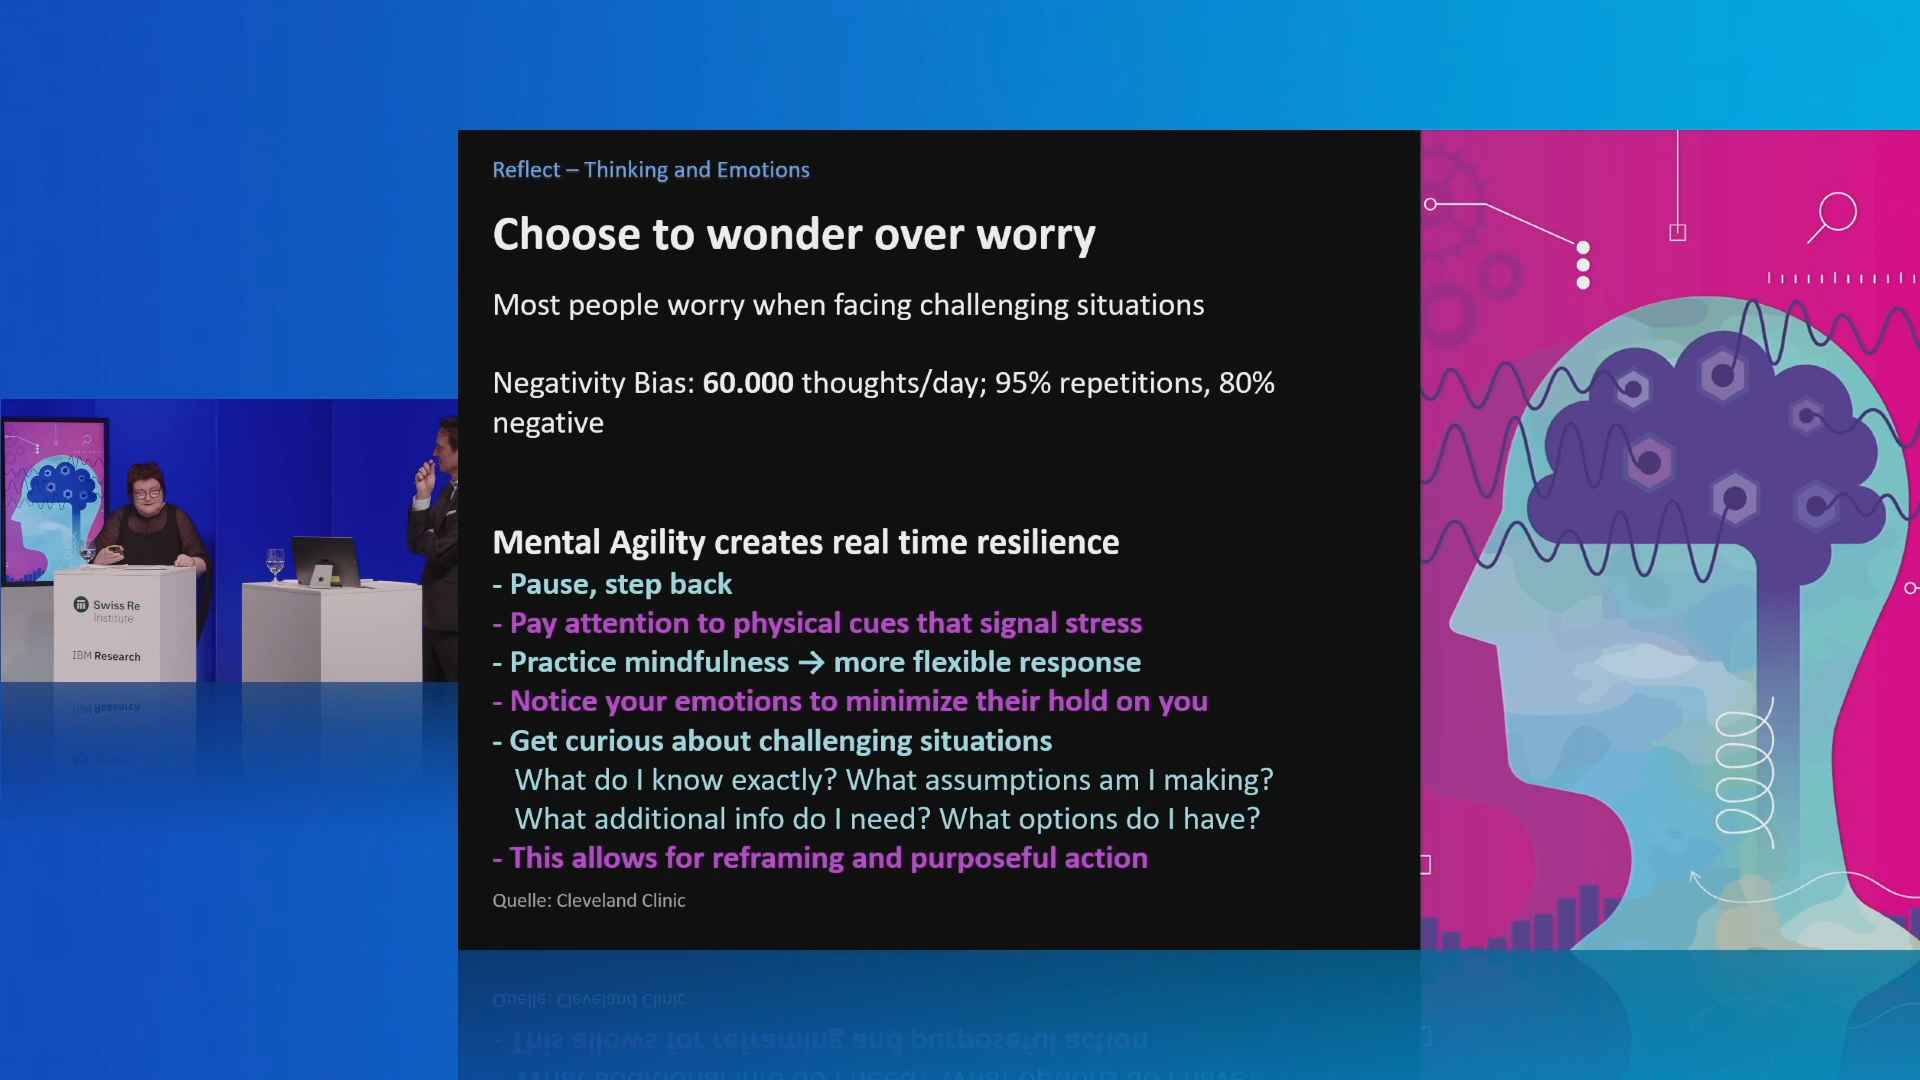 Reflect – Thinking and Emotions
Choose to wonder over worry
Most people worry when facing challenging situations
Negativity Bias: 60.000 thoughts/day; 95% repetitions, 80%
negative
Mental Agility creates real time resilience
- Pause, step back
- Pay attention to physical cues that signal stress
- Practice mindfulness → more flexible response
- Notice your emotions to minimize their hold on you
- Get curious about challenging situations
What do I know exactly? What assumptions am I making?
What additional info do I need? What options do I have?
- This allows for reframing and purposeful action
Quelle: Cleveland Clinic
Swiss Re
Institute
IBM Research